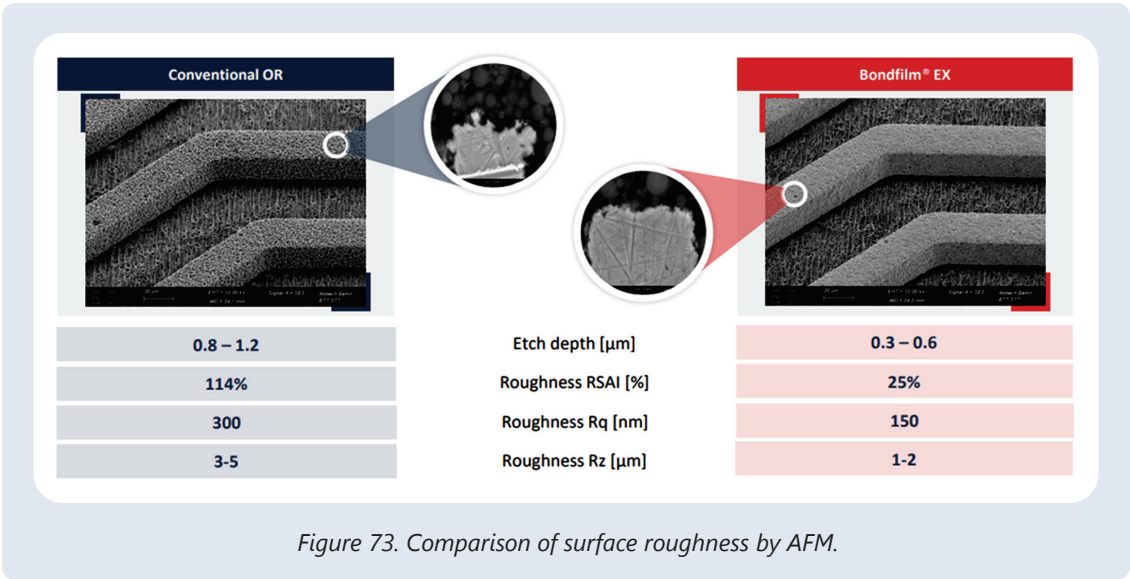 Conventional OR
Bondfilm® EX
0.8 – 1.2
Etch depth [µm]
0.3 – 0.6
114%
Roughness RSAI [%]
25%
300
Roughness Rq [nm]
150
3-5
Roughness Rz [µm]
1-2
Figure 73. Comparison of surface roughness by AFM.